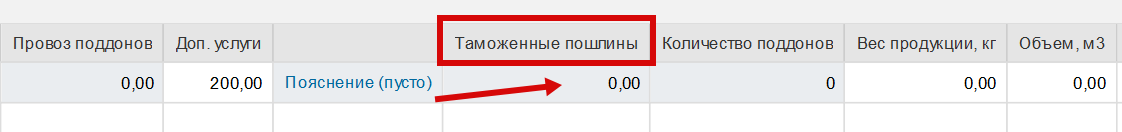 Провоз поддонов Доп. услуги Таможенные пошлины Количество поддонов Вес продукции, кг Объем, м3
0,00 200,00 Пояснение (пусто) 0,00 0 0,00 0,00